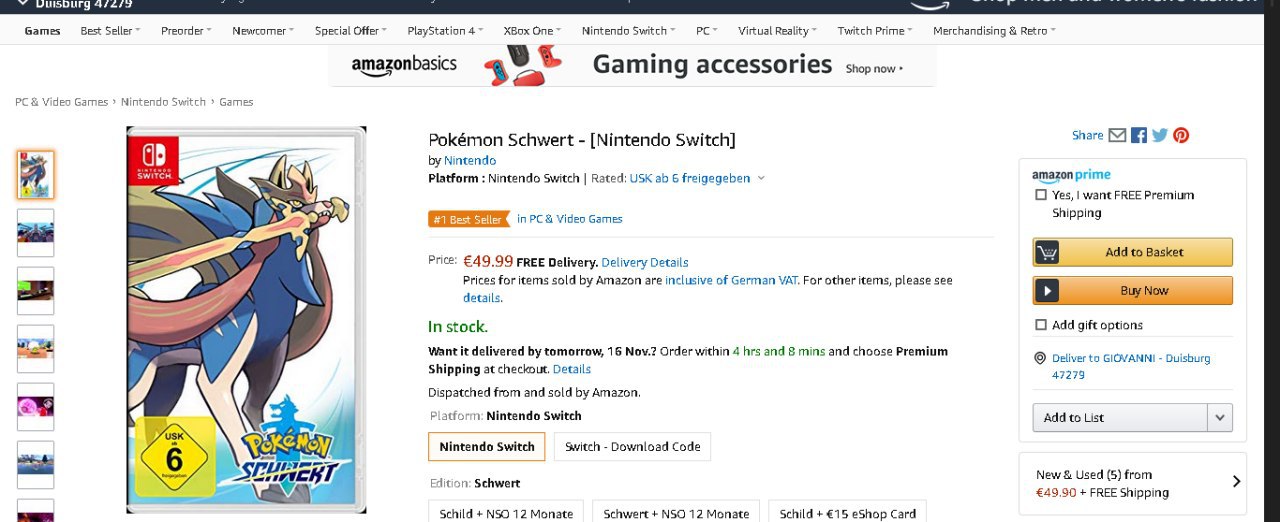 Duisburg 47279
Games Best Seller Preorder Newcomer Special Offer PlayStation 4 XBox One Nintendo Switch PC Virtual Reality Twitch Prime Merchandising & Retro
amazonbasics Gaming accessories Shop now
PC & Video Games › Nintendo Switch › Games
NINTENDO
SWITCH
USK
ab
6
freigegeben
POKÉMON
SCHWERT
Pokémon Schwert - [Nintendo Switch]
by Nintendo
Platform : Nintendo Switch | Rated: USK ab 6 freigegeben
#1 Best Seller in PC & Video Games
Price: €49.99 FREE Delivery. Delivery Details
Prices for items sold by Amazon are inclusive of German VAT. For other items, please see
details.
In stock.
Want it delivered by tomorrow, 16 Nov.? Order within 4 hrs and 8 mins and choose Premium
Shipping at checkout. Details
Dispatched from and sold by Amazon.
Platform: Nintendo Switch
Nintendo Switch Switch - Download Code
Edition: Schwert
Schild + NSO 12 Monate Schwert + NSO 12 Monate Schild + €15 eShop Card
Share
amazon prime
Yes, I want FREE Premium
Shipping
Add to Basket
Buy Now
Add gift options
Deliver to GIOVANNI - Duisburg
47279
Add to List
New & Used (5) from
€49.90 + FREE Shipping